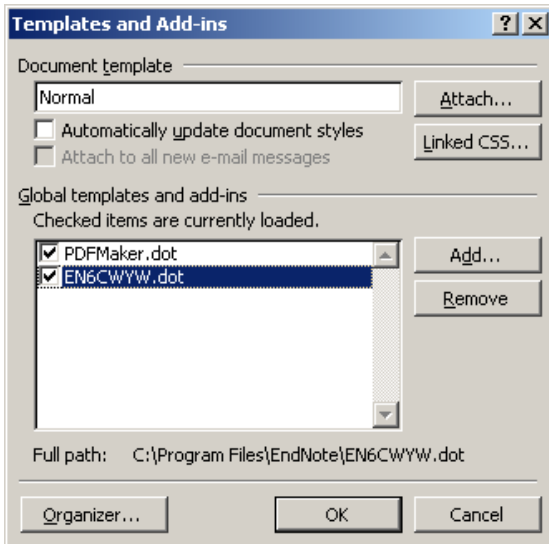 Templates and Add-ins
Document template
Normal
Attach...
Automatically update document styles
Linked CSS...
Attach to all new e-mail messages
Global templates and add-ins
Checked items are currently loaded.
PDFMaker.dot
Add...
EN6CWYW.dot
Remove
Full path: C:\Program Files\EndNote\EN6CWYW.dot
Organizer...
OK
Cancel